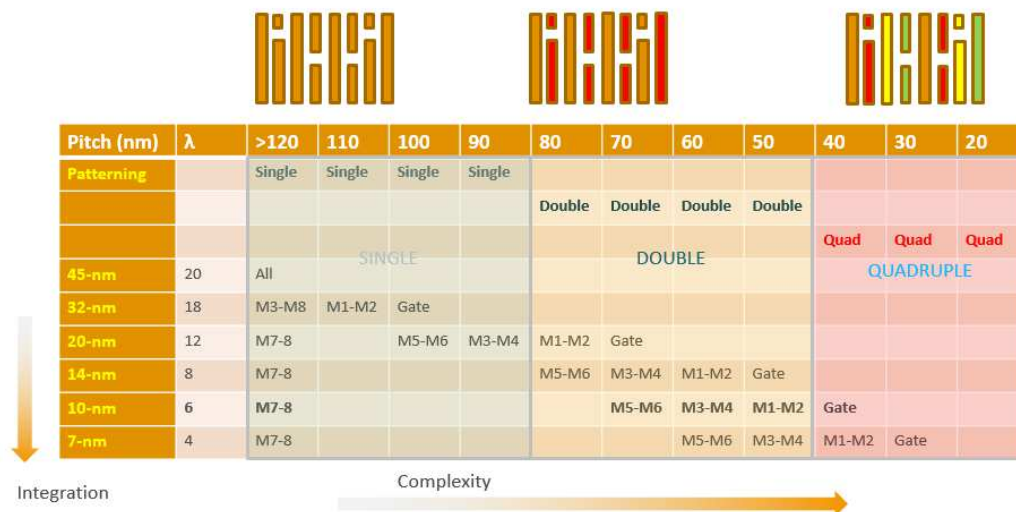 Pitch (nm) λ >120 110 100 90 80 70 60 50 40 30 20
Patterning Single Single Single Single
Double Double Double Double
Quad Quad Quad
SINGLE DOUBLE QUADRUPLE
45-nm 20 All
32-nm 18 M3-M8 M1-M2 Gate
20-nm 12 M7-8 M5-M6 M3-M4 M1-M2 Gate
14-nm 8 M7-8 M5-M6 M3-M4 M1-M2 Gate
10-nm 6 M7-8 M5-M6 M3-M4 M1-M2 Gate
7-nm 4 M7-8 M5-M6 M3-M4 M1-M2 Gate
Integration
Complexity